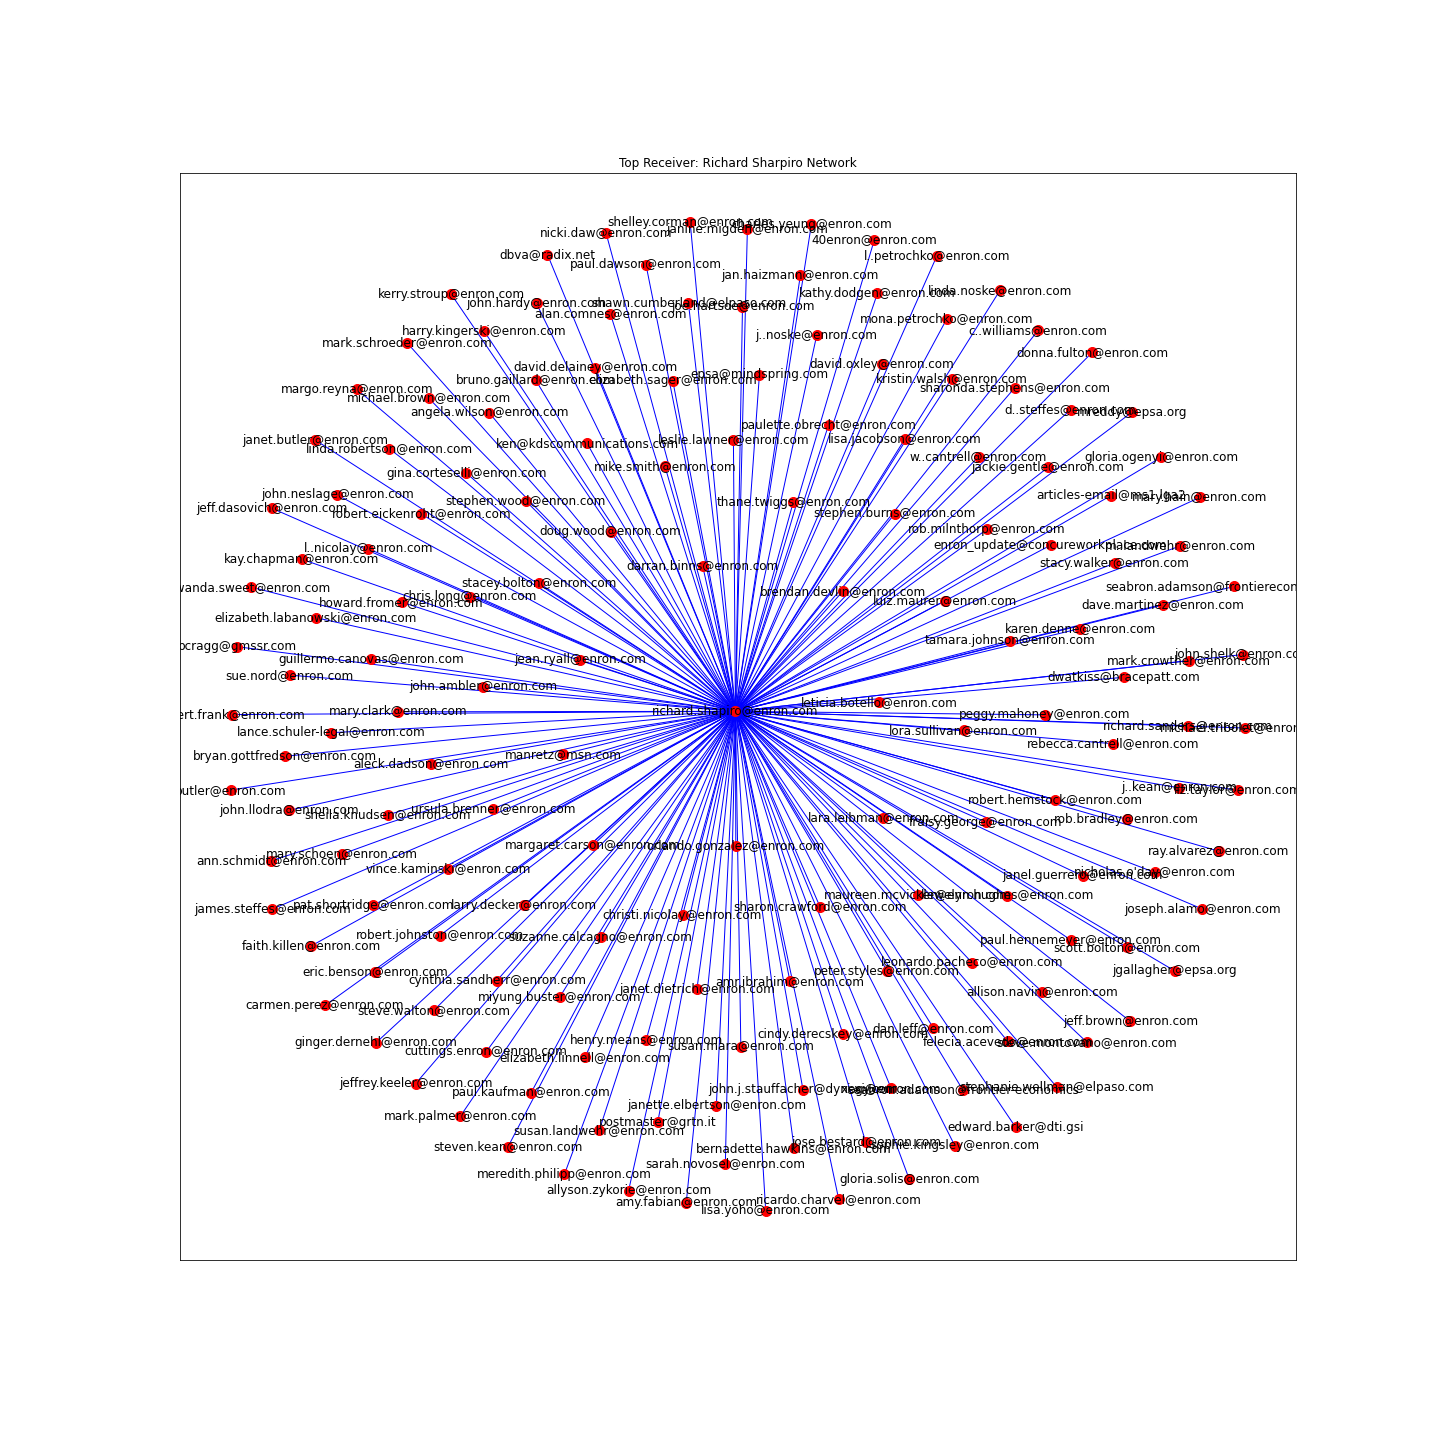 Top Receiver: Richard Sharpiro Network
shelley.corman@enron.com
charles.yeung@enron.com
janine.migden@enron.com
nicki.daw@enron.com
40enron@enron.com
dbva@radix.net
l..petrochko@enron.com
paul.dawson@enron.com
jan.haizmann@enron.com
kerry.stroup@enron.com
kathy.dodgen@enron.com
linda.noske@enron.com
john.hardy@enron.com
shawn.cumberland@elpaso.com
joe.hartsoe@enron.com
alan.comnes@enron.com
mona.petrochko@enron.com
harry.kingerski@enron.com
c..williams@enron.com
j..noske@enron.com
mark.schroeder@enron.com
donna.fulton@enron.com
david.delainey@enron.com
david.oxley@enron.com
bruno.gaillard@enron.com
elizabeth.sager@enron.com
epsa@mindspring.com
kristin.walsh@enron.com
margo.reyna@enron.com
sharonda.stephens@enron.com
michael.brown@enron.com
angela.wilson@enron.com
d..steffes@enron.com
mreddy@epsa.org
paulette.obrecht@enron.com
janet.butler@enron.com
linda.robertson@enron.com
ken@kdscommunications.com
leslie.lawner@enron.com
lisa.jacobson@enron.com
w..cantrell@enron.com
gloria.ogenyi@enron.com
gina.corteselli@enron.com
mike.smith@enron.com
jackie.gentle@enron.com
john.neslage@enron.com
stephen.wood@enron.com
thane.twiggs@enron.com
articles-email@ms1.lga2
mary.hain@enron.com
jeff.dasovich@enron.com
robert.eickenroht@enron.com
stephen.burns@enron.com
doug.wood@enron.com
rob.milnthorp@enron.com
l..nicolay@enron.com
enron_update@concureworkplace.com
m.landwehr@enron.com
kay.chapman@enron.com
darran.binns@enron.com
stacy.walker@enron.com
wanda.sweet@enron.com
stacey.bolton@enron.com
brendan.devlin@enron.com
seabron.adamson@frontierecon
howard.fromer@enron.com
chris.long@enron.com
luiz.maurer@enron.com
dave.martinez@enron.com
elizabeth.labanowski@enron.com
karen.denne@enron.com
tamara.johnson@enron.com
bcragg@gmssr.com
guillermo.canovas@enron.com
jean.ryall@enron.com
john.shelk@enron.co
mark.crowther@enron.com
sue.nord@enron.com
john.ambler@enron.com
dwatkiss@bracepatt.com
leticia.botello@enron.com
ert.frank@enron.com
mary.clark@enron.com
richard.shapiro@enron.com
peggy.mahoney@enron.com
lance.schuler-legal@enron.com
lora.sullivan@enron.com
richard.sanders@enron.com
michael.tribolet@enron
bryan.gottfredson@enron.com
aleck.dadson@enron.com
manretz@msn.com
rebecca.cantrell@enron.com
utler@enron.com
j..kean@enron.com
liz.taylor@enron.com
john.llodra@enron.com
sheila.knudsen@enron.com
ursula.brenner@enron.com
robert.hemstock@enron.com
lara.leibman@enron.com
fraisy.george@enron.com
rob.bradley@enron.com
mary.schoen@enron.com
margaret.carson@enron.com
orlando.gonzalez@enron.com
ray.alvarez@enron.com
ann.schmidt@enron.com
vince.kaminski@enron.com
janel.guerrero@enron.com
nicholas.o'day@enron.com
james.steffes@enron.com
pat.shortridge@enron.com
larry.decker@enron.com
christi.nicolay@enron.com
sharon.crawford@enron.com
joseph.alamo@enron.com
faith.killen@enron.com
robert.johnston@enron.com
suzanne.calcagno@enron.com
paul.hennemeyer@enron.com
scott.bolton@enron.com
eric.benson@enron.com
cynthia.sandherr@enron.com
leonardo.pacheco@enron.com
peter.styles@enron.com
jgallagher@epsa.org
carmen.perez@enron.com
steve.walton@enron.com
miyung.buster@enron.com
janet.dietrich@enron.com
amr.ibrahim@enron.com
allison.navin@enron.com
jeff.brown@enron.com
ginger.dernehl@enron.com
henry.means@enron.com
susan.mara@enron.com
cindy.derecskey@enron.com
dan.leff@enron.com
felecia.acevedo@enron.com
steve.montovano@enron.com
cuttings.enron@enron.com
elizabeth.linnell@enron.com
jeffrey.keeler@enron.com
paul.kaufman@enron.com
stephanie.wellman@elpaso.com
mark.palmer@enron.com
janette.elbertson@enron.com
postmaster@grtn.it
susan.landwehr@enron.com
edward.barker@dti.gsi
steven.kean@enron.com
bernadette.hawkins@enron.com
jose.bestard@enron.com
sophie.kingsley@enron.com
sarah.novosel@enron.com
meredith.philipp@enron.com
gloria.solis@enron.com
allyson.zykorie@enron.com
amy.fabian@enron.com
ricardo.charvel@enron.com
lisa.yoho@enron.com